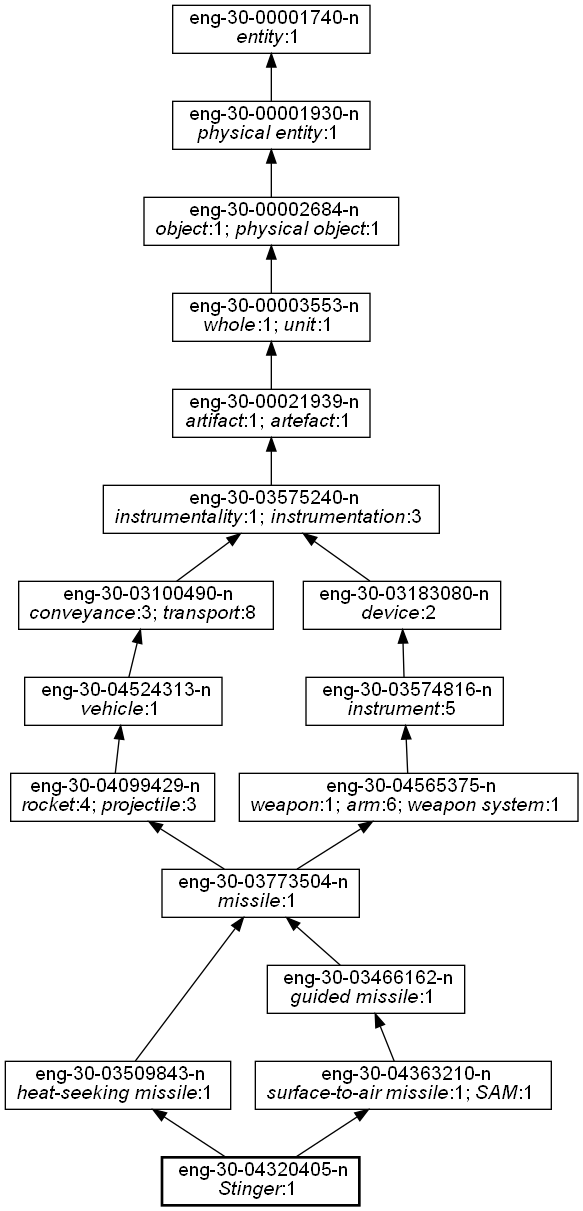 eng-30-00001740-n
entity:1
eng-30-00001930-n
physical entity:1
eng-30-00002684-n
object:1; physical object:1
eng-30-00003553-n
whole:1; unit:1
eng-30-00021939-n
artifact:1; artefact:1
eng-30-03575240-n
instrumentality:1; instrumentation:3
eng-30-03100490-n
conveyance:3; transport:8
eng-30-03183080-n
device:2
eng-30-04524313-n
vehicle:1
eng-30-03574816-n
instrument:5
eng-30-04099429-n
rocket:4; projectile:3
eng-30-04565375-n
weapon:1; arm:6; weapon system:1
eng-30-03773504-n
missile:1
eng-30-03466162-n
guided missile:1
eng-30-03509843-n
heat-seeking missile:1
eng-30-04363210-n
surface-to-air missile:1; SAM:1
eng-30-04320405-n
Stinger:1